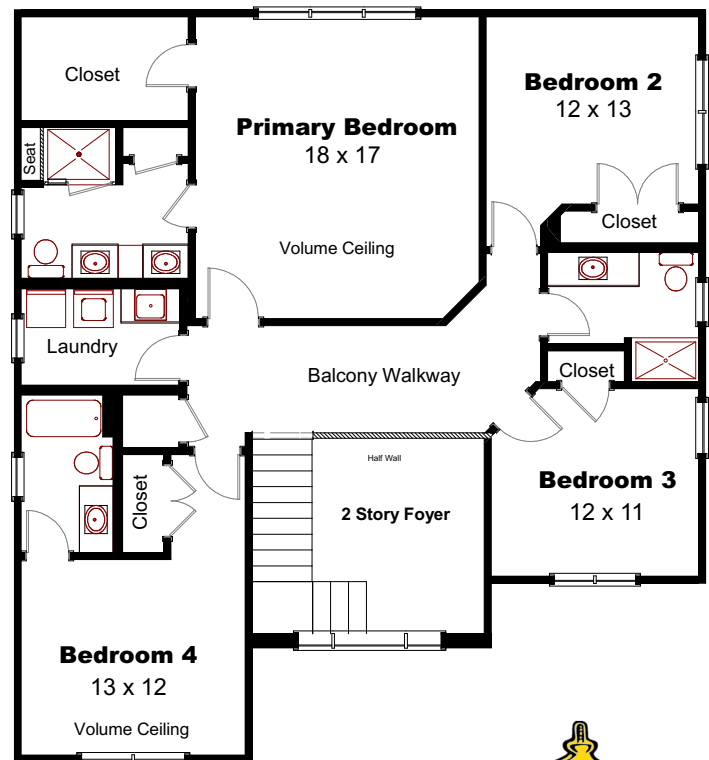 Closet
Primary Bedroom
18 x 17
Volume Ceiling
Bedroom 2
12 x 13
Closet
Seat
Laundry
Balcony Walkway
Closet
Half Wall
2 Story Foyer
Bedroom 3
12 x 11
Closet
Bedroom 4
13 x 12
Volume Ceiling